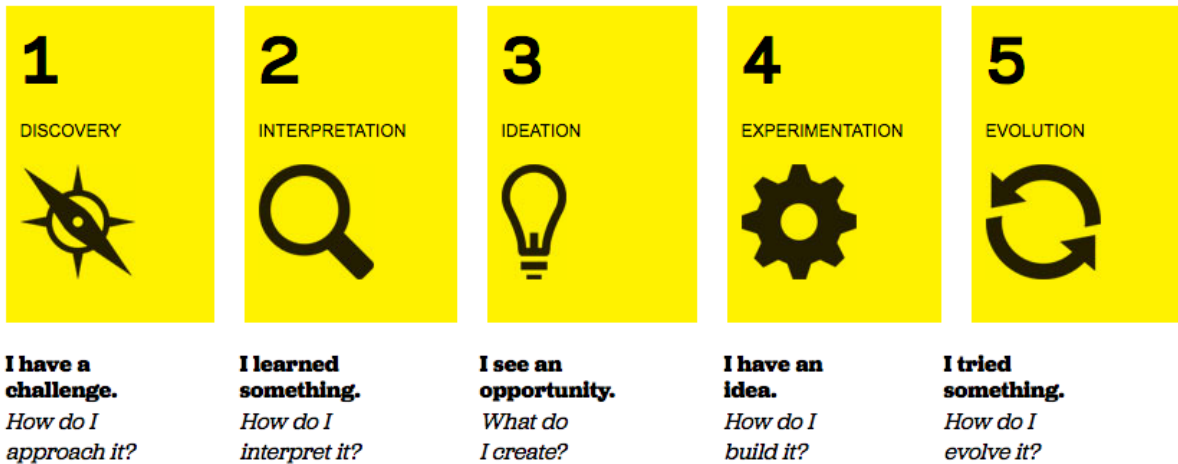 1
DISCOVERY
I have a
challenge.
How do I
approach it?
2
INTERPRETATION
I learned
something.
How do I
interpret it?
3
IDEATION
I see an
opportunity.
What do
I create?
4
EXPERIMENTATION
I have an
idea.
How do I
build it?
5
EVOLUTION
I tried
something.
How do I
evolve it?